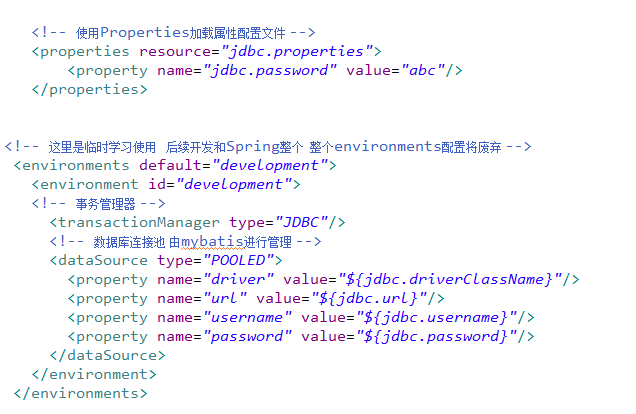 <!-- 使用Properties加载属性配置文件 -->
<properties resource="jdbc.properties">
<property name="jdbc.password" value="abc"/>
</properties>
<!-- 这里是临时学习使用 后续开发和Spring整个 整个environments配置将废弃 -->
<environments default="development">
<environment id="development">
<!-- 事务管理器 -->
<transactionManager type="JDBC"/>
<!-- 数据库连接池 由mybatis进行管理 -->
<dataSource type="POOLED">
<property name="driver" value="${jdbc.driverClassName}"/>
<property name="url" value="${jdbc.url}"/>
<property name="username" value="${jdbc.username}"/>
<property name="password" value="${jdbc.password}"/>
</dataSource>
</environment>
</environments>